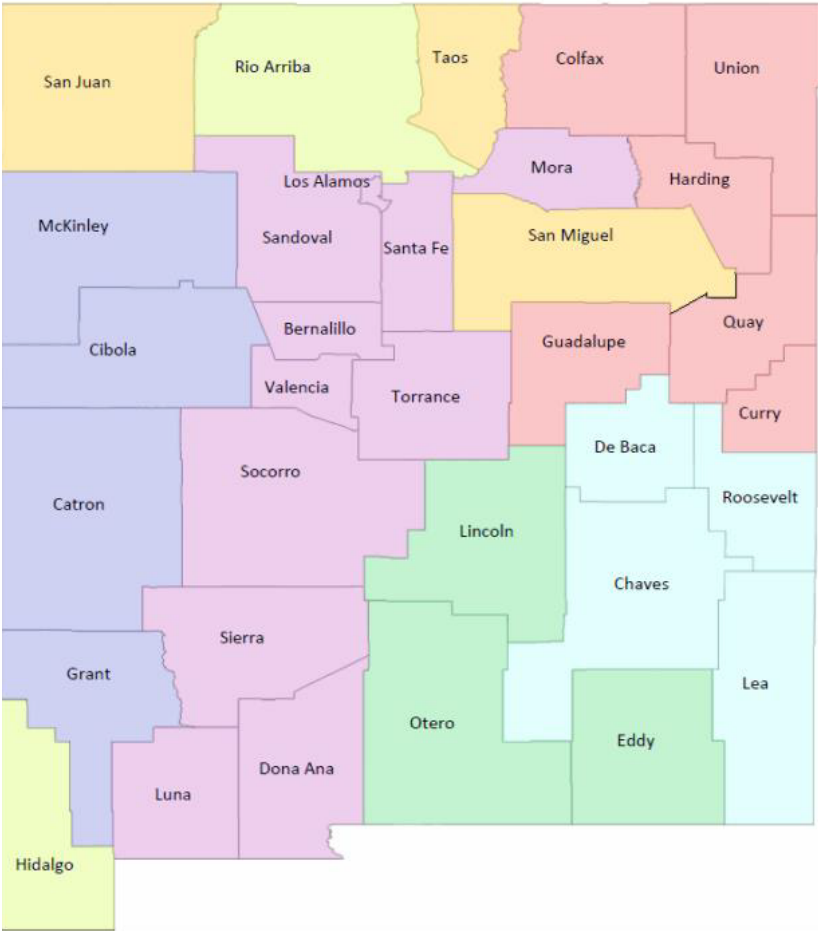 San Juan
Rio Arriba
Taos
Colfax
Union
Mora
Harding
Los Alamos
McKinley
Sandoval
Santa Fe
San Miguel
Bernalillo
Guadalupe
Quay
Cibola
Valencia
Torrance
Curry
De Baca
Socorro
Roosevelt
Catron
Lincoln
Chaves
Sierra
Grant
Lea
Otero
Eddy
Dona Ana
Luna
Hidalgo